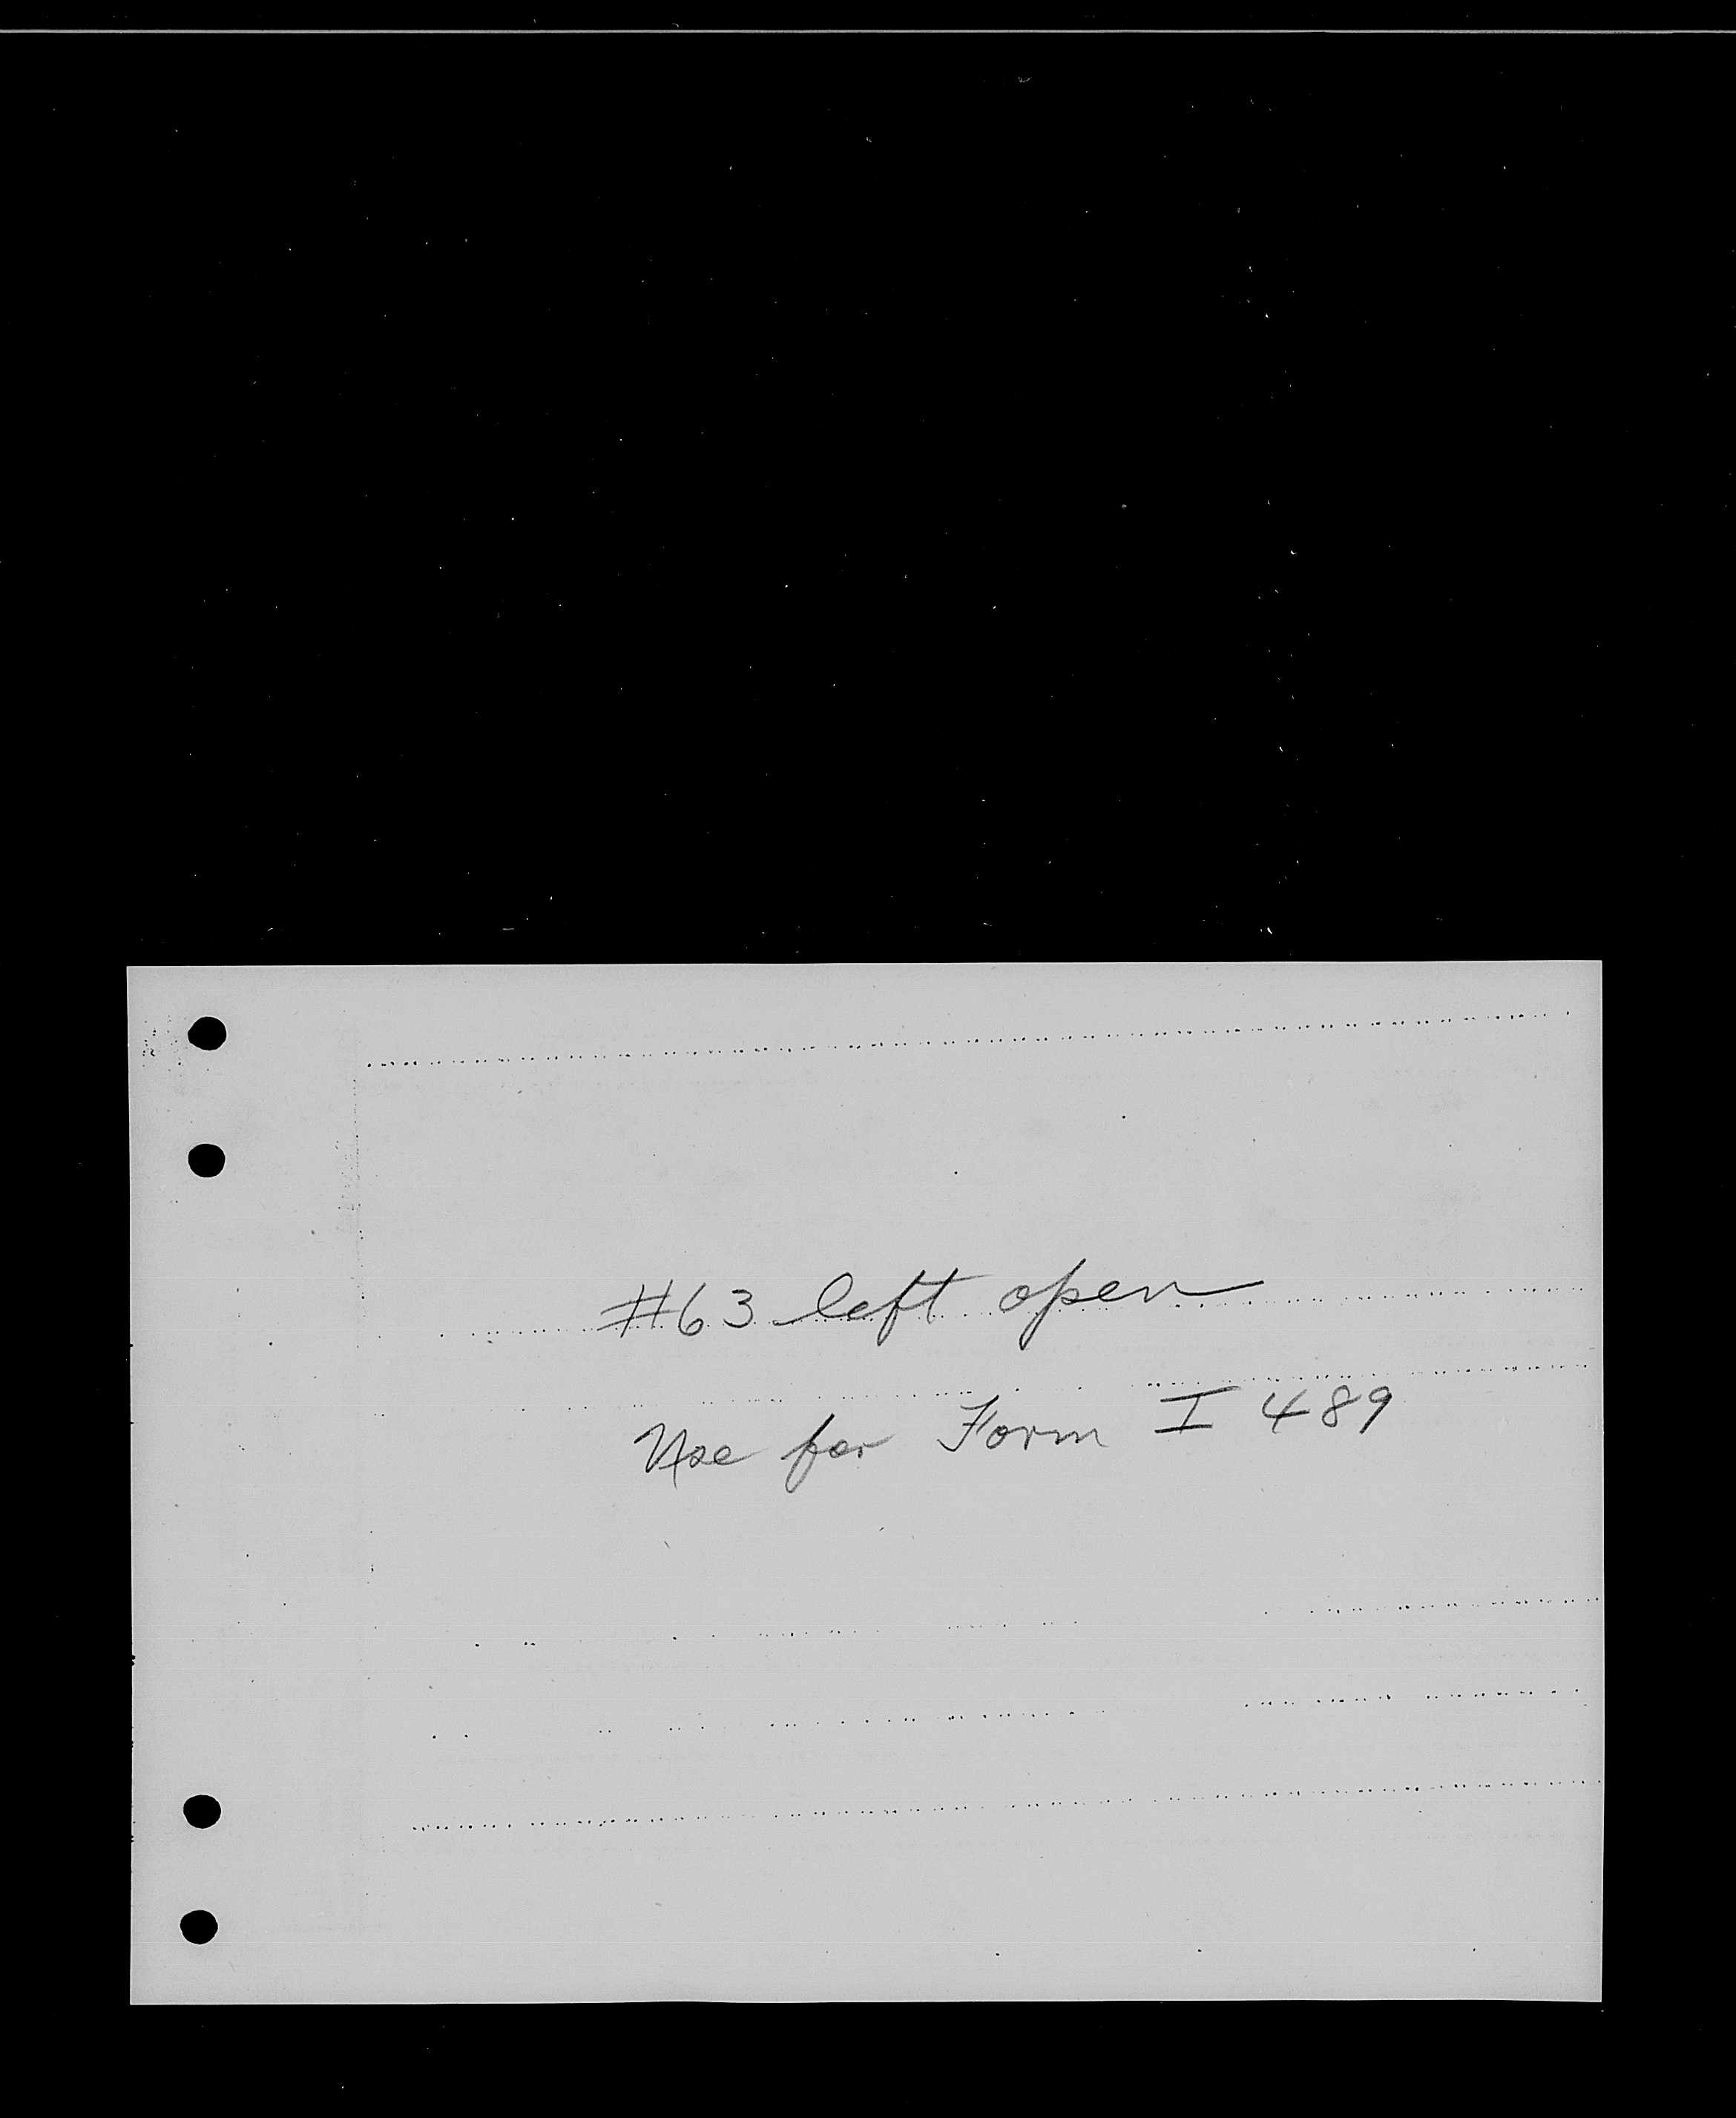 #63 left open
Use for Form I 489